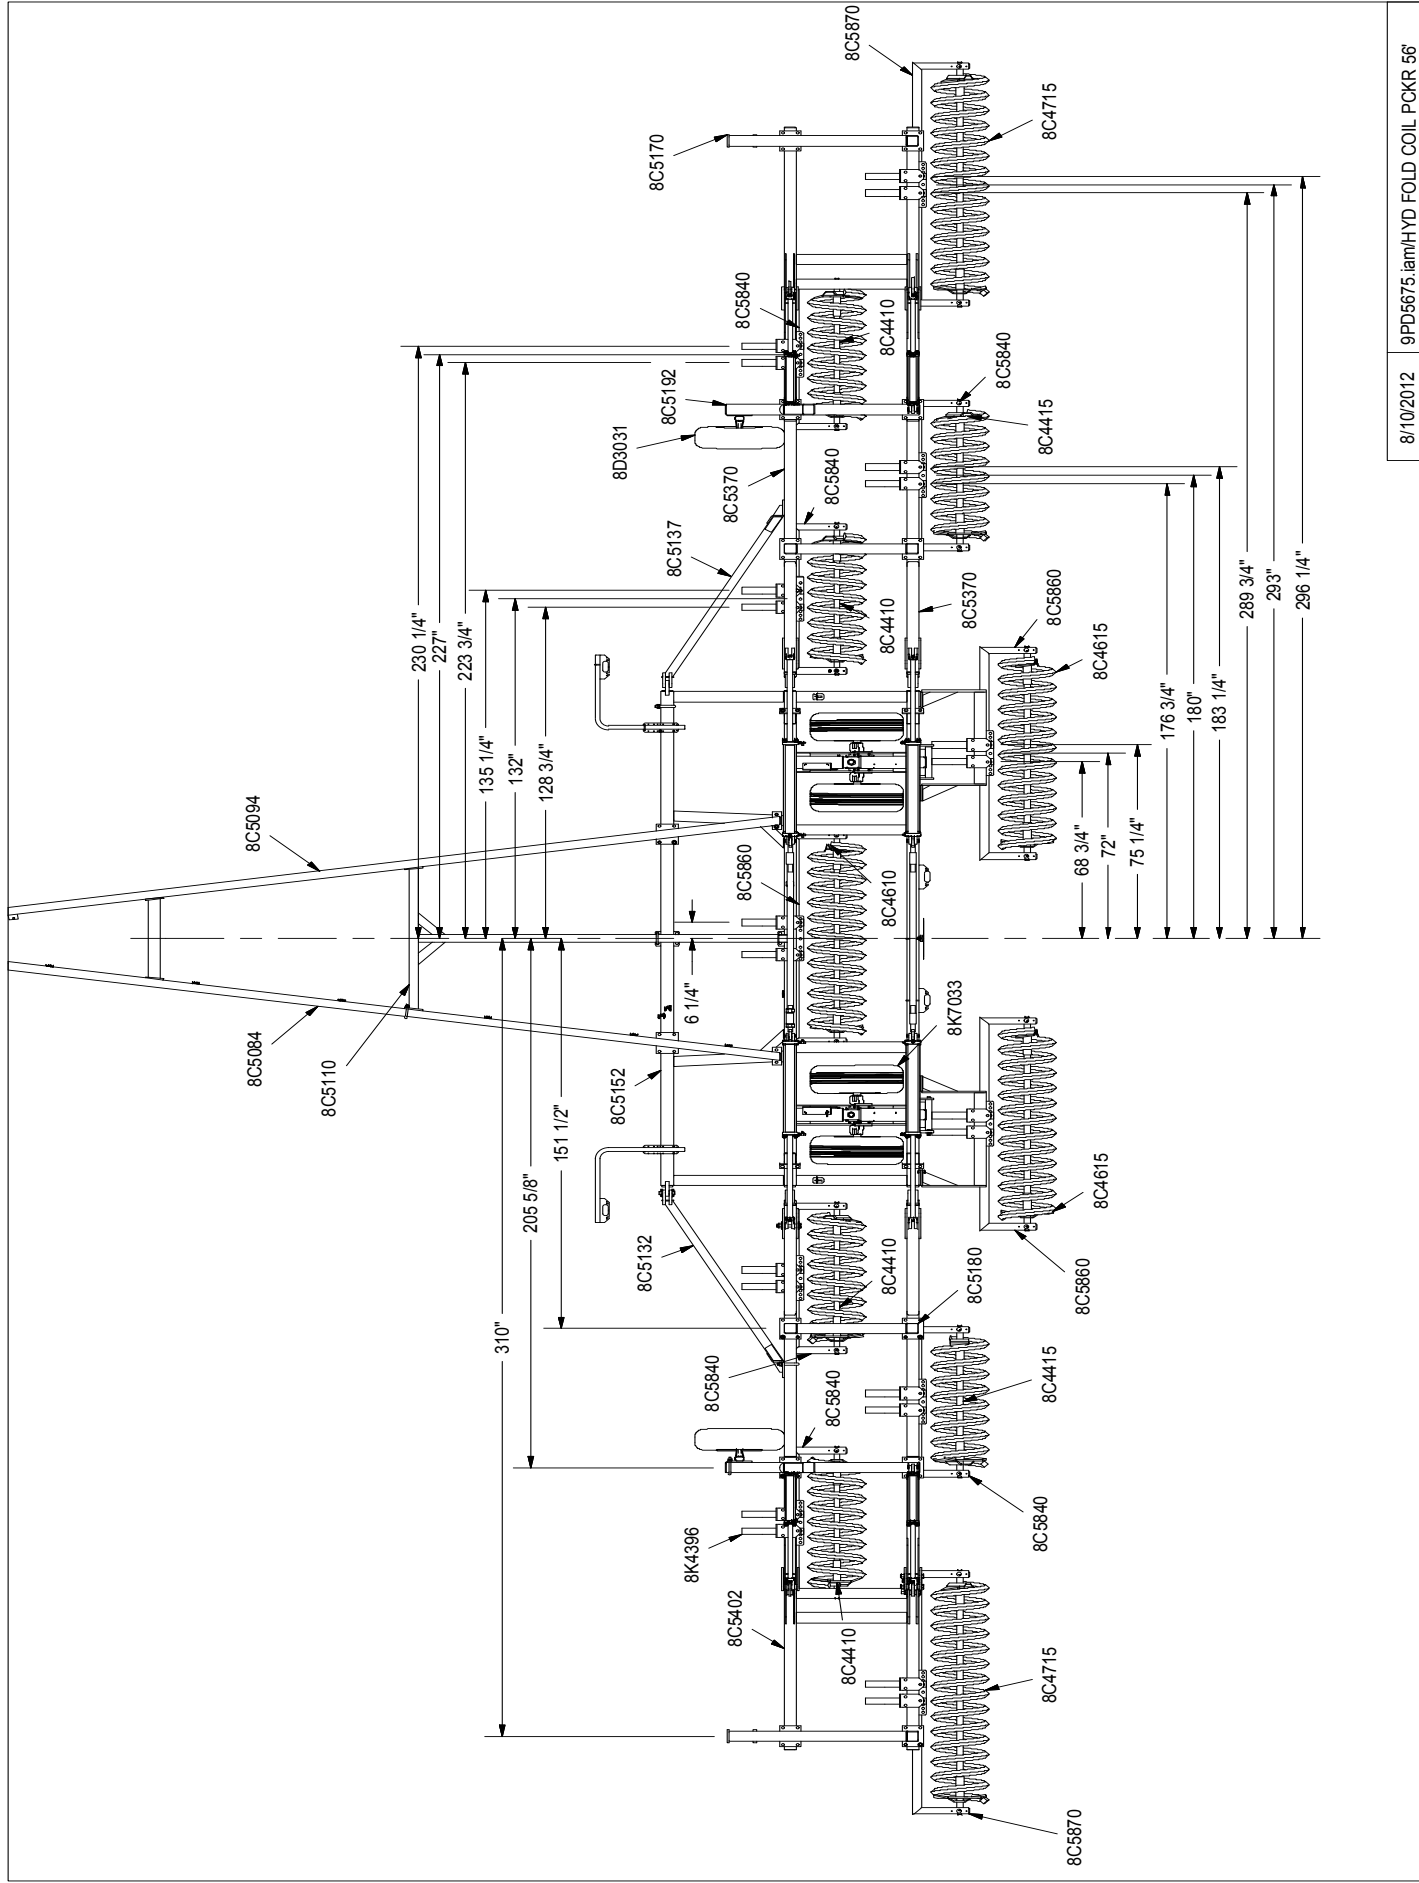 8C5870
8C4715
8C5170
8C5840
8C4410
8C5192
8D3031
8C5840
8C4415
8C5370
8C5840
8C5137
8C4410
8C5370
8C5860
8C4615
230 1/4"
227"
223 3/4"
135 1/4"
132"
128 3/4"
289 3/4"
293"
296 1/4"
176 3/4"
180"
183 1/4"
68 3/4"
72"
75 1/4"
8C5094
8C5860
8C4610
6 1/4"
8K7033
8C5084
8C5110
8C5152
151 1/2"
205 5/8"
310"
8C5132
8C4410
8C5180
8C4615
8C5860
8C5840
8C5840
8C4415
8C5840
8K4396
8C5402
8C4410
8C4715
8C5870
8/10/2012
9PD5675.iam/HYD FOLD COIL PCKR 56'